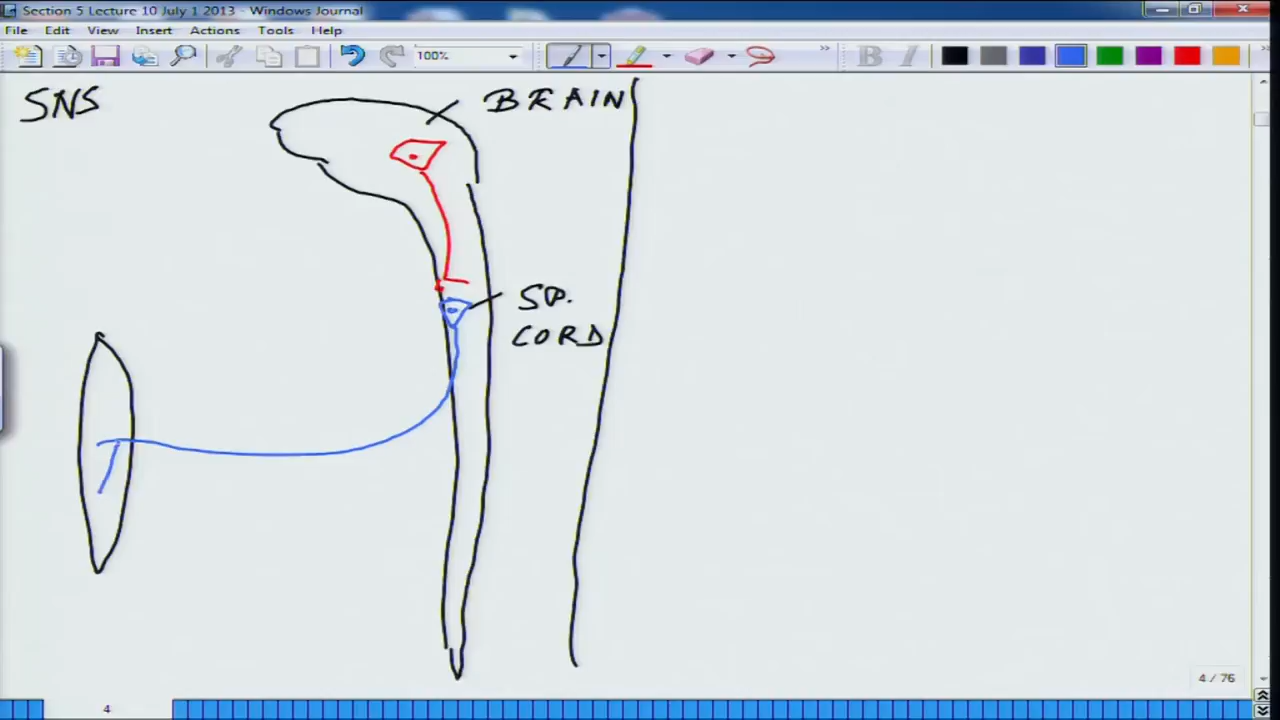 Section 5 Lecture 10 July 1 2013 - Windows Journal
File Edit View Insert Actions Tools Help
100%
B I
SNS
BRAIN
SP.
CORD
4 / 76
4